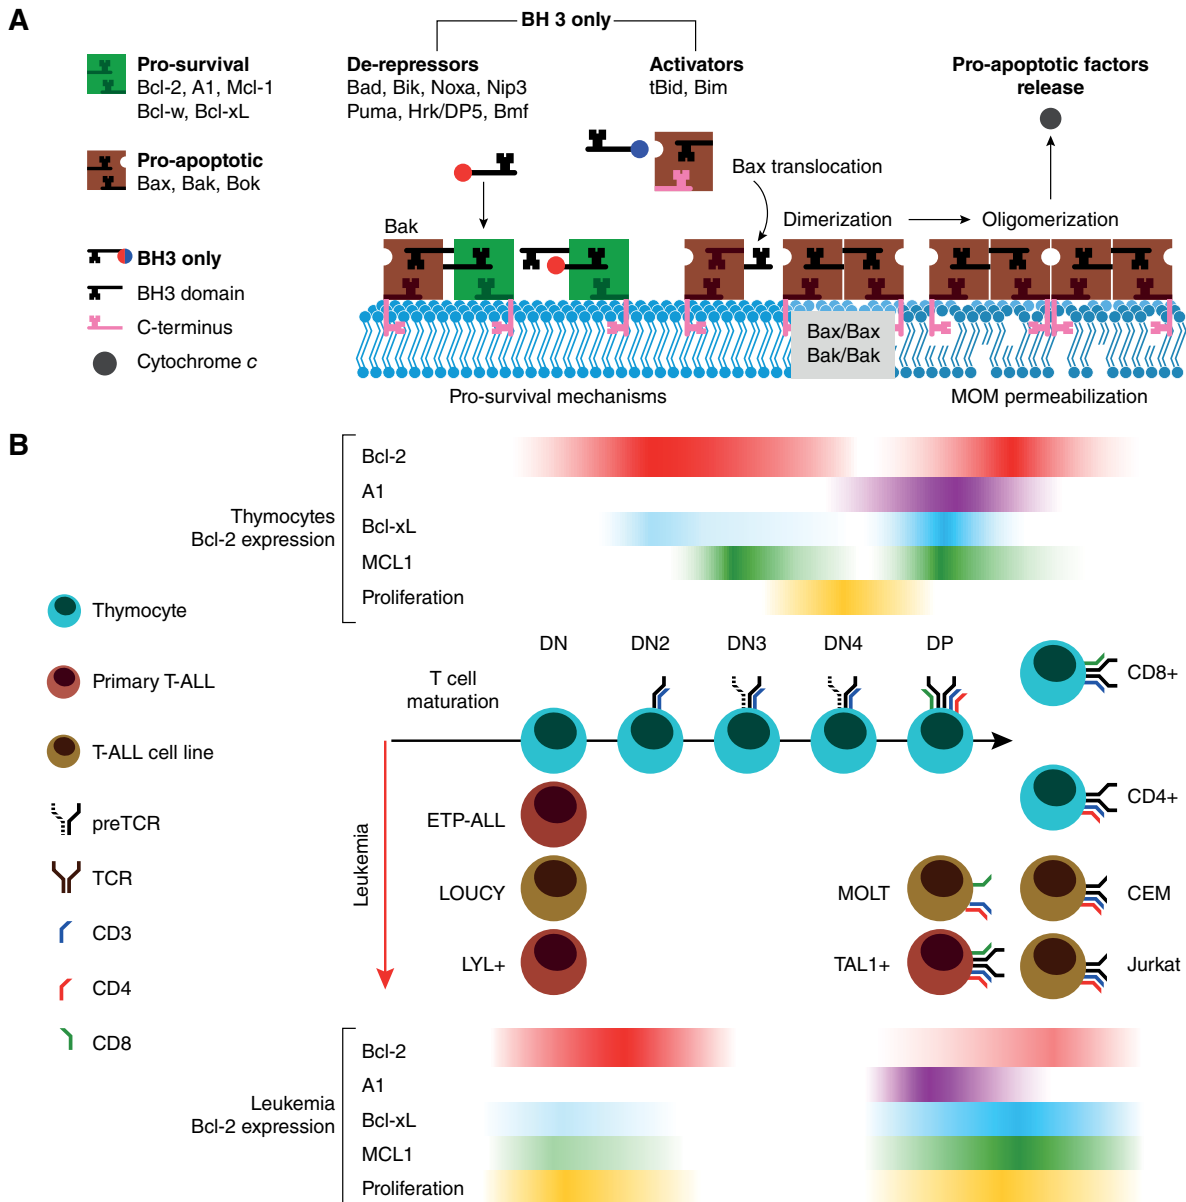 A
BH 3 only
Pro-survival
Bcl-2, A1, Mcl-1
Bcl-w, Bcl-xL
De-repressors
Bad, Bik, Noxa, Nip3
Puma, Hrk/DP5, Bmf
Activators
tBid, Bim
Pro-apoptotic factors
release
Pro-apoptotic
Bax, Bak, Bok
Bax translocation
Bak
Dimerization
Oligomerization
BH3 only
BH3 domain
C-terminus
Cytochrome c
Bax/Bax
Bak/Bak
Pro-survival mechanisms
MOM permeabilization
B
Thymocytes
Bcl-2 expression
Bcl-2
A1
Bcl-xL
MCL1
Proliferation
Thymocyte
Primary T-ALL
T-ALL cell line
preTCR
TCR
CD3
CD4
CD8
T cell
maturation
DN
DN2
DN3
DN4
DP
CD8+
CD4+
Leukemia
ETP-ALL
LOUCY
LYL+
MOLT
TAL1+
CEM
Jurkat
Leukemia
Bcl-2 expression
Bcl-2
A1
Bcl-xL
MCL1
Proliferation